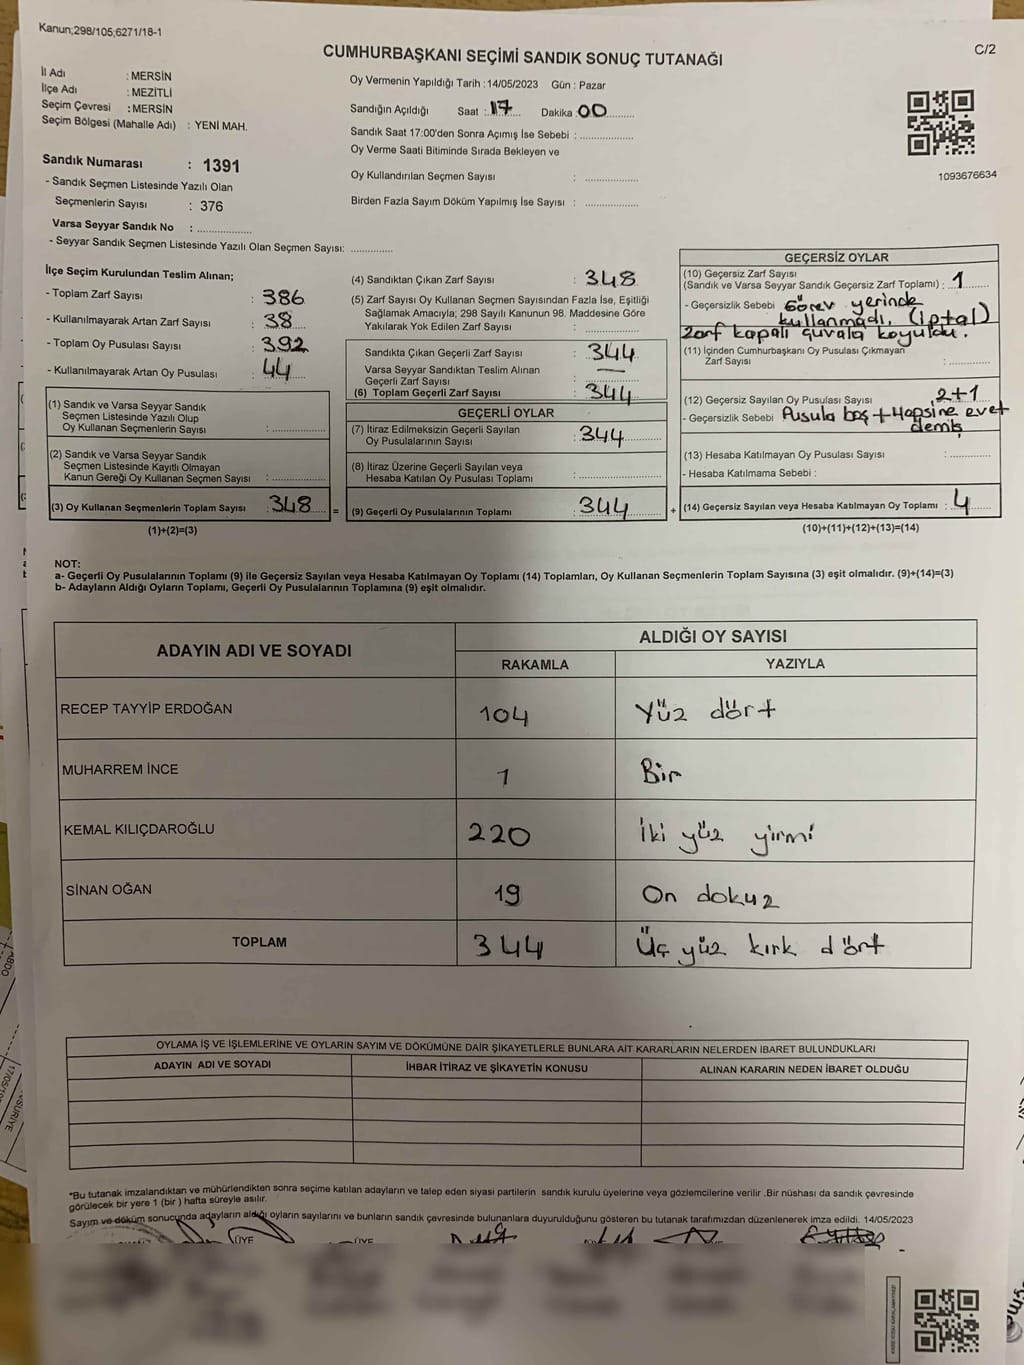 Kanun;298/105;6271/18-1
C/2
CUMHURBAŞKANI SEÇİMİ SANDIK SONUÇ TUTANAĞI
İl Adı : MERSİN
İlçe Adı : MEZİTLİ
Seçim Çevresi : MERSİN
Seçim Bölgesi (Mahalle Adı) : YENİ MAH.
Oy Vermenin Yapıldığı Tarih :14/05/2023 Gün : Pazar
Sandığın Açıldığı Saat : 17 Dakika : 00
Sandık Saat 17:00'den Sonra Açımış İse Sebebi : ..............
Oy Verme Saati Bitiminde Sırada Bekleyen ve
Oy Kullandırılan Seçmen Sayısı : ..............
Birden Fazla Sayım Döküm Yapılmış İse Sayısı : ..............
1093676634
Sandık Numarası : 1391
- Sandık Seçmen Listesinde Yazılı Olan
Seçmenlerin Sayısı : 376
Varsa Seyyar Sandık No : ..............
- Seyyar Sandık Seçmen Listesinde Yazılı Olan Seçmen Sayısı: ..............
İlçe Seçim Kurulundan Teslim Alınan;
- Toplam Zarf Sayısı : 386
- Kullanılmayarak Artan Zarf Sayısı : 38
- Toplam Oy Pusulası Sayısı : 392
- Kullanılmayarak Artan Oy Pusulası : 44
(1) Sandık ve Varsa Seyyar Sandık
Seçmen Listesinde Yazılı Olup
Oy Kullanan Seçmenlerin Sayısı : ..............
(2) Sandık ve Varsa Seyyar Sandık
Seçmen Listesinde Kayıtlı Olmayan
Kanun Gereği Oy Kullanan Seçmen Sayısı : ..............
(3) Oy Kullanan Seçmenlerin Toplam Sayısı : 348 =
(1)+(2)=(3)
(4) Sandıktan Çıkan Zarf Sayısı : 348
(5) Zarf Sayısı Oy Kullanan Seçmen Sayısından Fazla İse, Eşitliği
Sağlamak Amacıyla; 298 Sayılı Kanunun 98. Maddesine Göre
Yakılarak Yok Edilen Zarf Sayısı : ..............
Sandıkta Çıkan Geçerli Zarf Sayısı : 344
Varsa Seyyar Sandıktan Teslim Alınan
Geçerli Zarf Sayısı : —
(6) Toplam Geçerli Zarf Sayısı : 344
GEÇERLİ OYLAR
(7) İtiraz Edilmeksizin Geçerli Sayılan
Oy Pusulalarının Sayısı : 344
(8) İtiraz Üzerine Geçerli Sayılan veya
Hesaba Katılan Oy Pusulası Toplamı : ..............
(9) Geçerli Oy Pusulalarının Toplamı : 344 +
GEÇERSİZ OYLAR
(10) Geçersiz Zarf Sayısı
(Sandık ve Varsa Seyyar Sandık Geçersiz Zarf Toplamı) : 1
- Geçersizlik Sebebi Görev yerinde
kullanmadı. (iptal)
Zarf kapalı çuvala koyuldu.
(11) İçinden Cumhurbaşkanı Oy Pusulası Çıkmayan
Zarf Sayısı : ..............
(12) Geçersiz Sayılan Oy Pusulası Sayısı : 2+1
- Geçersizlik Sebebi Pusula boş + Hepsine evet
demiş
(13) Hesaba Katılmayan Oy Pusulası Sayısı : ..............
- Hesaba Katılmama Sebebi :
(14) Geçersiz Sayılan veya Hesaba Katılmayan Oy Toplamı : 4
(10)+(11)+(12)+(13)=(14)
NOT:
a- Geçerli Oy Pusulalarının Toplamı (9) ile Geçersiz Sayılan veya Hesaba Katılmayan Oy Toplamı (14) Toplamları, Oy Kullanan Seçmenlerin Toplam Sayısına (3) eşit olmalıdır. (9)+(14)=(3)
b- Adayların Aldığı Oyların Toplamı, Geçerli Oy Pusulalarının Toplamına (9) eşit olmalıdır.
ADAYIN ADI VE SOYADI
ALDIĞI OY SAYISI
RAKAMLA YAZIYLA
RECEP TAYYİP ERDOĞAN 104 Yüz dört
MUHARREM İNCE 1 Bir
KEMAL KILIÇDAROĞLU 220 İki yüz yirmi
SİNAN OĞAN 19 On dokuz
TOPLAM 344 Üç yüz kırk dört
OYLAMA İŞ VE İŞLEMLERİNE VE OYLARIN SAYIM VE DÖKÜMÜNE DAİR ŞİKAYETLERLE BUNLARA AİT KARARLARIN NELERDEN İBARET BULUNDUKLARI
ADAYIN ADI VE SOYADI İHBAR İTİRAZ VE ŞİKAYETİN KONUSU ALINAN KARARIN NEDEN İBARET OLDUĞU
*Bu tutanak imzalandıktan ve mühürlendikten sonra seçime katılan adayların ve talep eden siyasi partilerin sandık kurulu üyelerine veya gözlemcilerine verilir .Bir nüshası da sandık çevresinde
görülecek bir yere 1 (bir ) hafta süreyle asılır.
Sayım ve döküm sonucunda adayların aldığı oyların sayılarını ve bunların sandık çevresinde bulunanlara duyurulduğunu gösteren bu tutanak tarafımızdan düzenlenerek imza edildi. 14/05/2023
ÜYE ÜYE